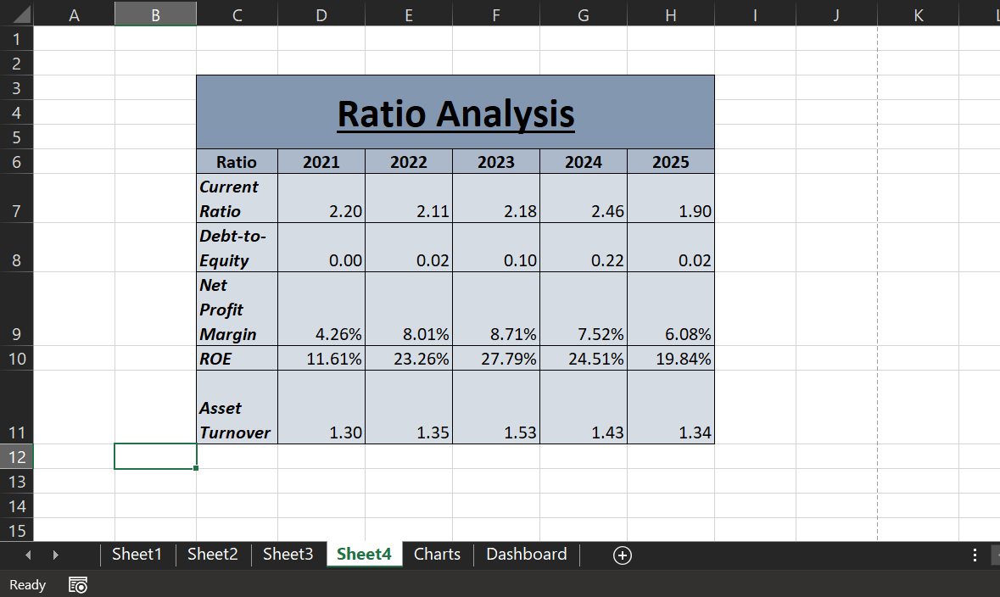 A B C D E F G H I J K L
1
2
3
4 Ratio Analysis
5
6 Ratio 2021 2022 2023 2024 2025
Current
7 Ratio 2.20 2.11 2.18 2.46 1.90
Debt-to-
8 Equity 0.00 0.02 0.10 0.22 0.02
Net
Profit
9 Margin 4.26% 8.01% 8.71% 7.52% 6.08%
10 ROE 11.61% 23.26% 27.79% 24.51% 19.84%
Asset
11 Turnover 1.30 1.35 1.53 1.43 1.34
12
13
14
15
Sheet1 Sheet2 Sheet3 Sheet4 Charts Dashboard
Ready